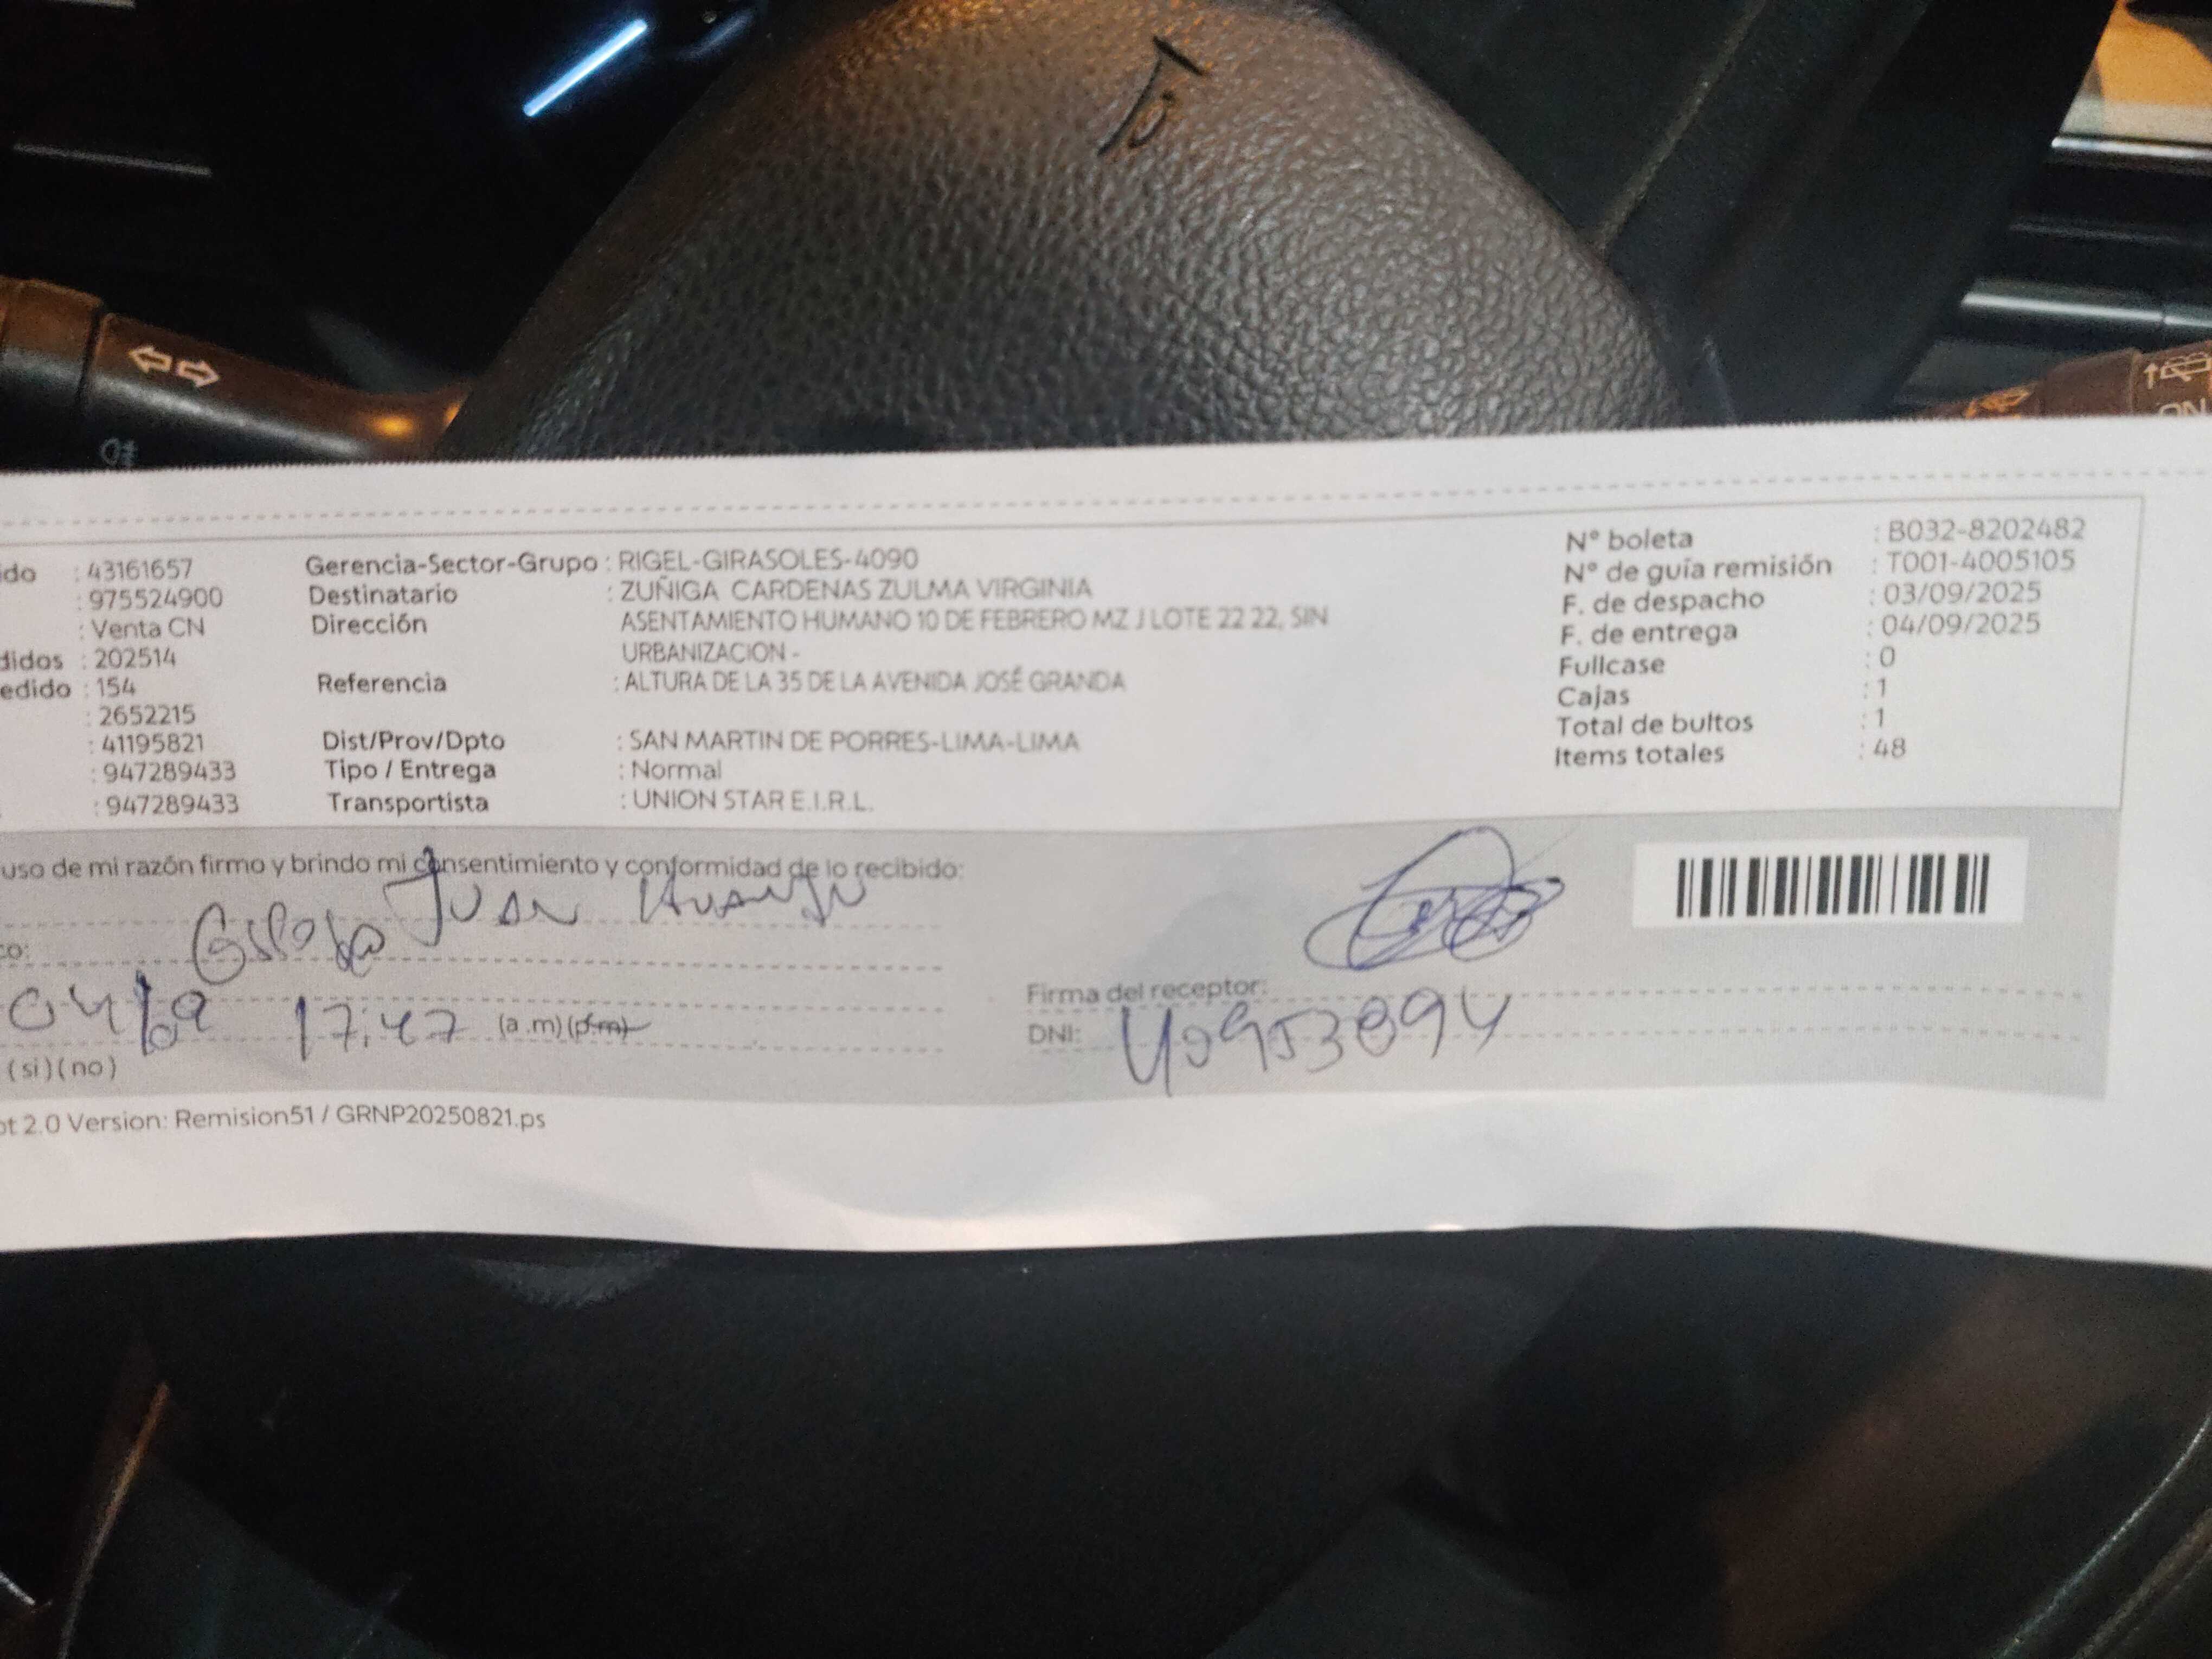 ido : 43161657 Gerencia-Sector-Grupo : RIGEL-GIRASOLES-4090 N° boleta : B032-8202482
: 975524900 Destinatario : ZUÑIGA CARDENAS ZULMA VIRGINIA N° de guía remisión : T001-4005105
: Venta CN Dirección ASENTAMIENTO HUMANO 10 DE FEBRERO MZ J LOTE 22 22, SIN F. de despacho : 03/09/2025
didos : 202514 URBANIZACION - F. de entrega : 04/09/2025
edido : 154 Referencia : ALTURA DE LA 35 DE LA AVENIDA JOSÉ GRANDA Fullcase : 0
: 2652215 Cajas : 1
: 41195821 Dist/Prov/Dpto : SAN MARTIN DE PORRES-LIMA-LIMA Total de bultos : 1
: 947289433 Tipo / Entrega : Normal Items totales : 48
: 947289433 Transportista : UNION STAR E.I.R.L.
uso de mi razón firmo y brindo mi consentimiento y conformidad de lo recibido:
Juan
co: Esposo
04/09 17:47 (a.m)(p.m)
Firma del receptor:
DNI: 40953894
(si)(no)
pt 2.0 Version: Remision51 / GRNP20250821.ps
ON